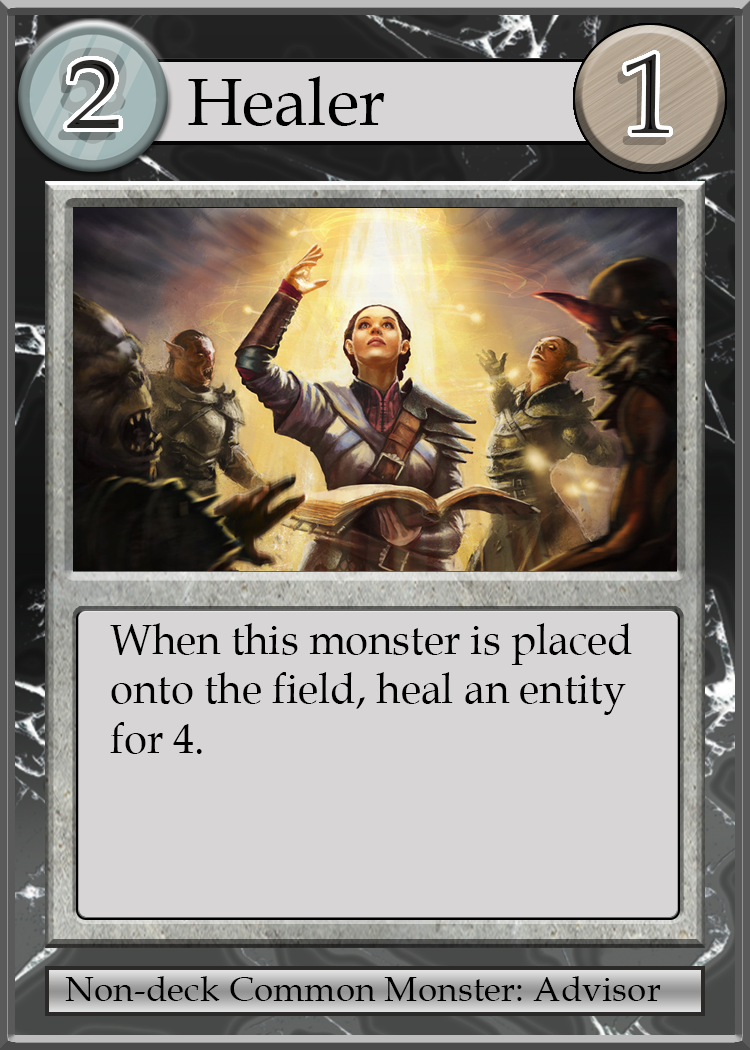 2 Healer 1
When this monster is placed
onto the field, heal an entity
for 4.
Non-deck Common Monster: Advisor